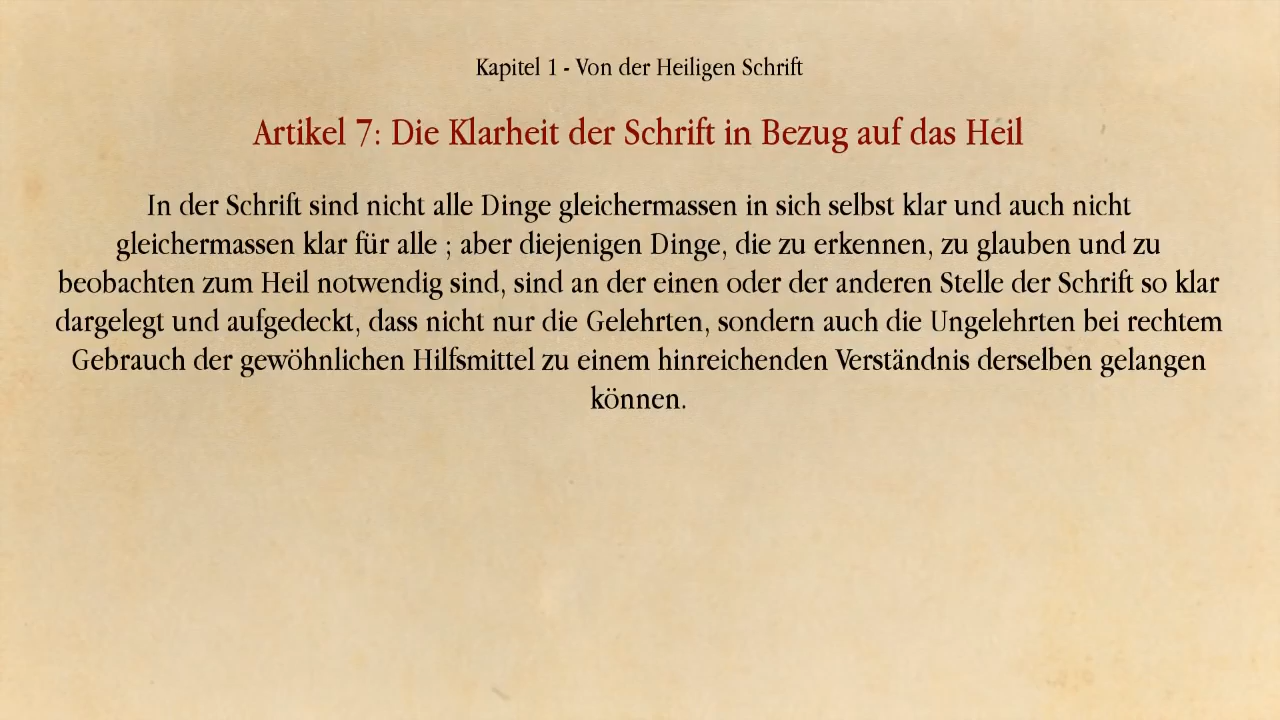 Kapitel 1 - Von der Heiligen Schrift
Artikel 7: Die Klarheit der Schrift in Bezug auf das Heil
In der Schrift sind nicht alle Dinge gleichermassen in sich selbst klar und auch nicht
gleichermassen klar für alle ; aber diejenigen Dinge, die zu erkennen, zu glauben und zu
beobachten zum Heil notwendig sind, sind an der einen oder der anderen Stelle der Schrift so klar
dargelegt und aufgedeckt, dass nicht nur die Gelehrten, sondern auch die Ungelehrten bei rechtem
Gebrauch der gewöhnlichen Hilfsmittel zu einem hinreichenden Verständnis derselben gelangen
können.